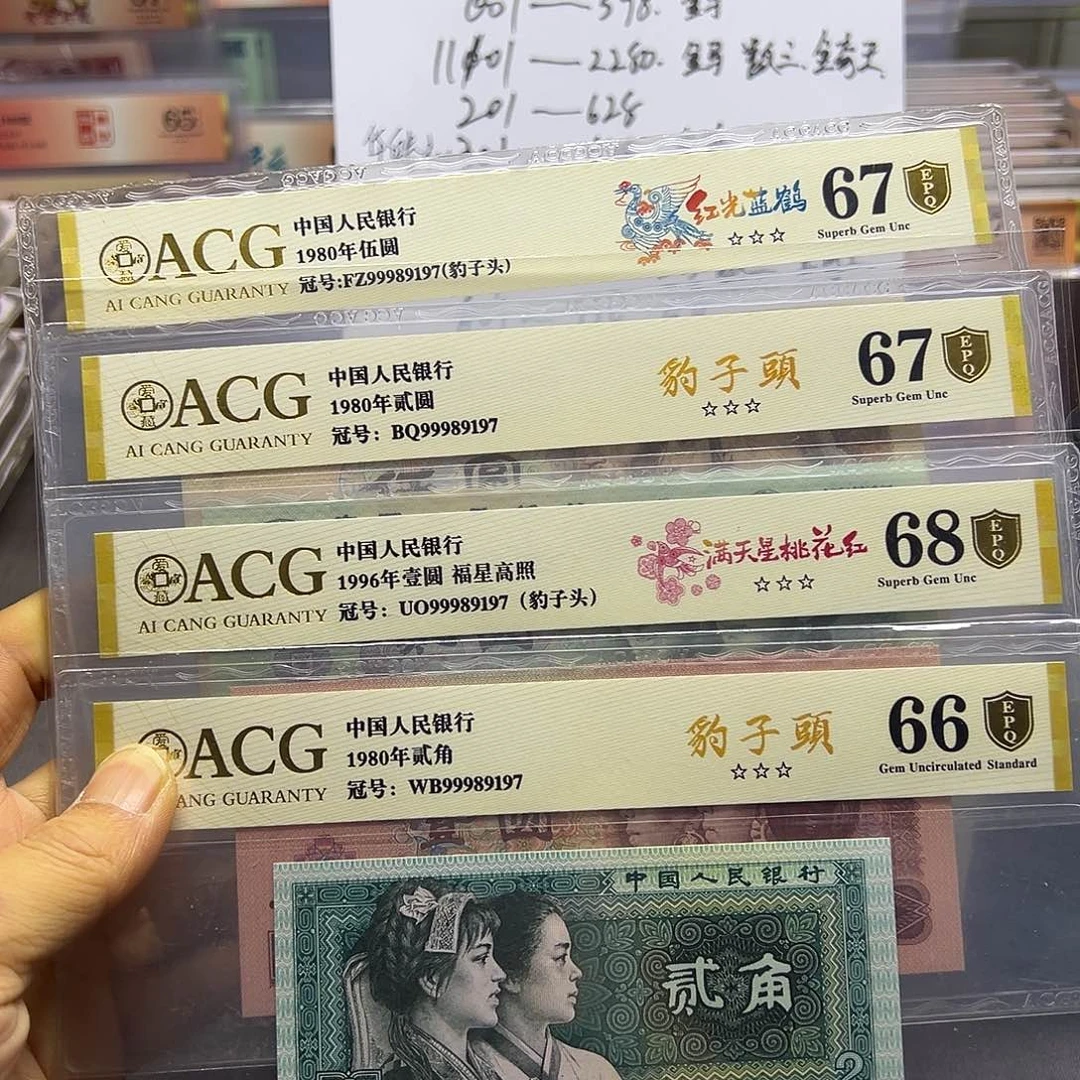 11601 — 2280.
201 — 628
65
ACG
AI CANG GUARANTY
中国人民银行
1980年伍圆
冠号:FZ99989197(豹子头)
红光蓝鹤
☆☆☆
67
Superb Gem Unc
EPQ
ACG
AI CANG GUARANTY
中国人民银行
1980年贰圆
冠号：BQ99989197
豹子頭
☆☆☆
67
Superb Gem Unc
EPQ
ACG
AI CANG GUARANTY
中国人民银行
1996年壹圆 福星高照
冠号：UO99989197（豹子头）
满天星桃花红
☆☆☆
68
Superb Gem Unc
EPQ
ACG
ANG GUARANTY
中国人民银行
1980年贰角
冠号：WB99989197
豹子頭
☆☆☆
66
Gem Uncirculated Standard
EPQ
中国人民银行
贰角
2